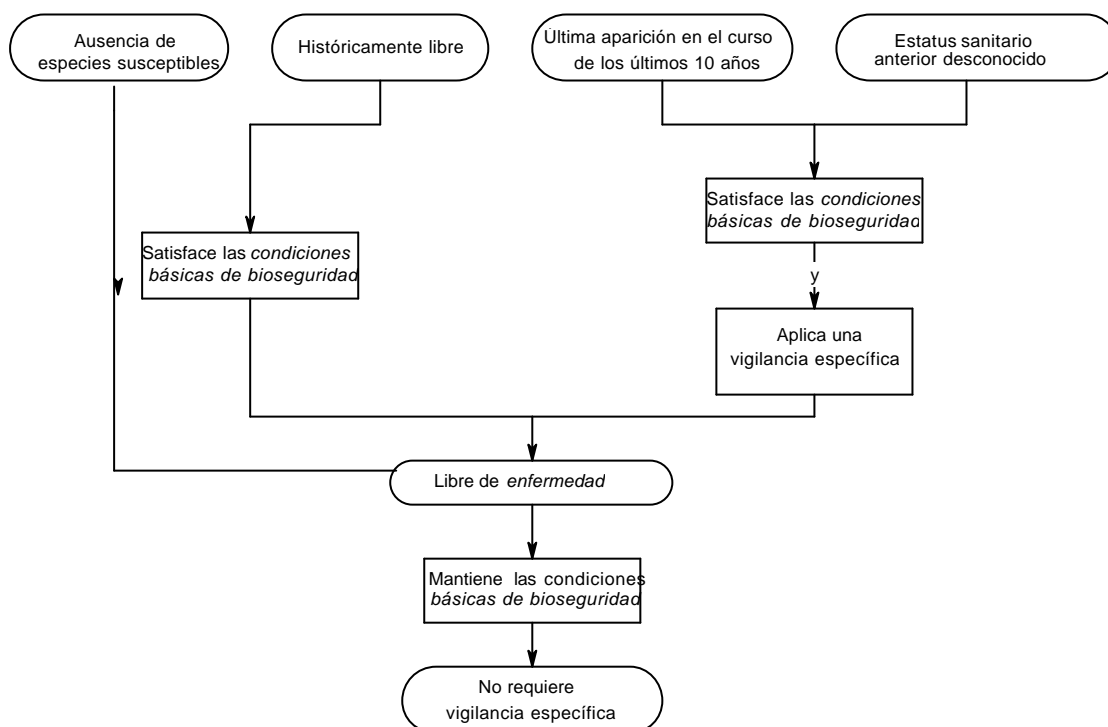 Ausencia de
especies susceptibles
Históricamente libre
Última aparición en el curso
de los últimos 10 años
Estatus sanitario
anterior desconocido
Satisface las condiciones
básicas de bioseguridad
Satisface las condiciones
básicas de bioseguridad
y
Aplica una
vigilancia específica
Libre de enfermedad
Mantiene las condiciones
básicas de bioseguridad
No requiere
vigilancia específica